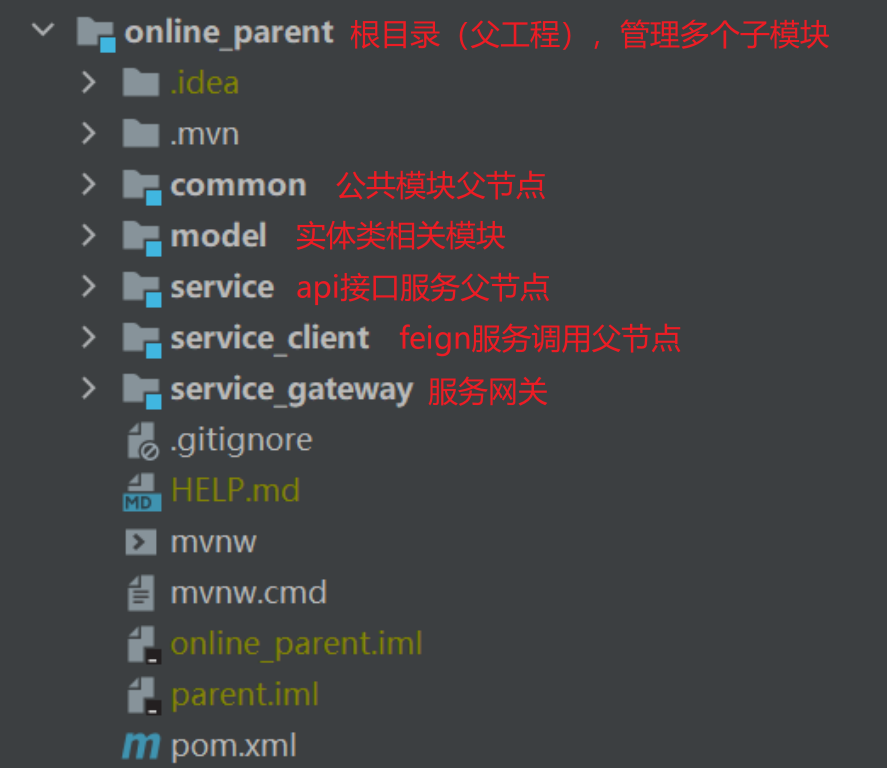 online_parent 根目录（父工程），管理多个子模块
.idea
.mvn
common 公共模块父节点
model 实体类相关模块
service api接口服务父节点
service_client feign服务调用父节点
service_gateway 服务网关
.gitignore
MD HELP.md
mvnw
mvnw.cmd
online_parent.iml
parent.iml
m pom.xml